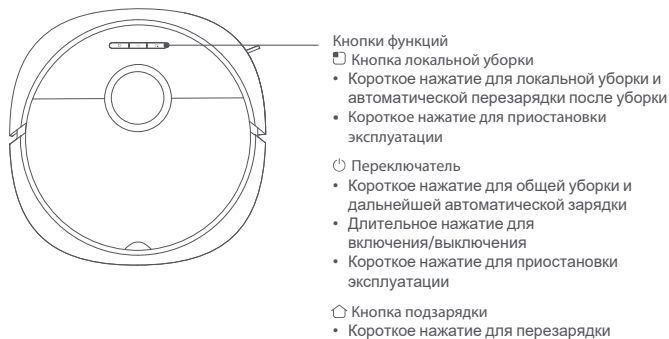 Кнопки функций
Кнопка локальной уборки
• Короткое нажатие для локальной уборки и
автоматической перезарядки после уборки
• Короткое нажатие для приостановки
эксплуатации
Переключатель
• Короткое нажатие для общей уборки и
дальнейшей автоматической зарядки
• Длительное нажатие для
включения/выключения
• Короткое нажатие для приостановки
эксплуатации
Кнопка подзарядки
• Короткое нажатие для перезарядки